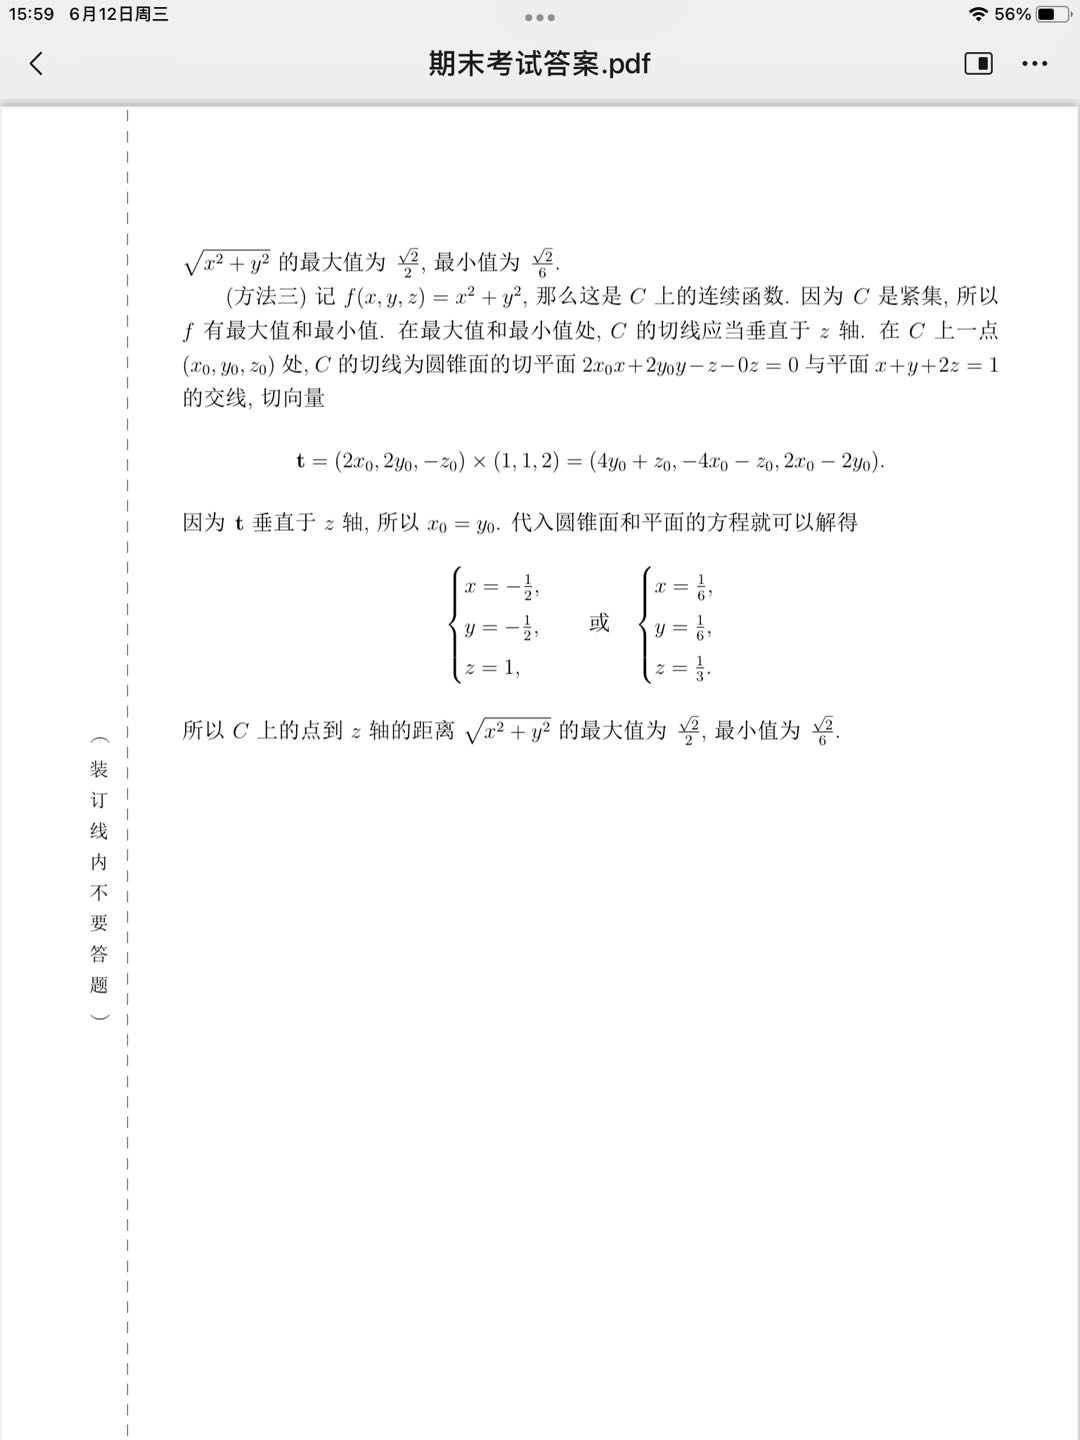 15:59 6月12日周三
56%
期末考试答案.pdf
√(x² + y²) 的最大值为 √2/2, 最小值为 √2/6.
(方法三) 记 f(x, y, z) = x² + y², 那么这是 C 上的连续函数. 因为 C 是紧集, 所以
f 有最大值和最小值. 在最大值和最小值处, C 的切线应当垂直于 z 轴. 在 C 上一点
(x₀, y₀, z₀) 处, C 的切线为圆锥面的切平面 2x₀x+2y₀y−z−0z = 0 与平面 x+y+2z = 1
的交线, 切向量
t = (2x₀, 2y₀, −z₀) × (1, 1, 2) = (4y₀ + z₀, −4x₀ − z₀, 2x₀ − 2y₀).
因为 t 垂直于 z 轴, 所以 x₀ = y₀. 代入圆锥面和平面的方程就可以解得
{ x = −1/2, y = −1/2, z = 1, 或 { x = 1/6, y = 1/6, z = 1/3.
所以 C 上的点到 z 轴的距离 √(x² + y²) 的最大值为 √2/2, 最小值为 √2/6.
(装订线内不要答题)